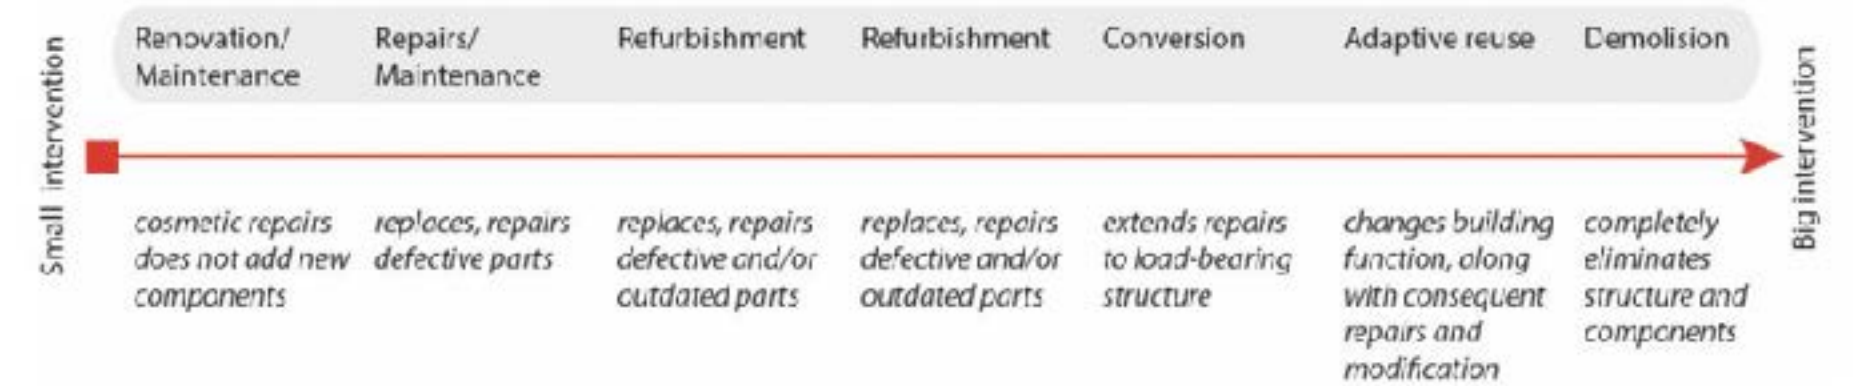 Small intervention
Renovation/
Maintenance
Repairs/
Maintenance
Refurbishment
Refurbishment
Conversion
Adaptive reuse
Demolision
cosmetic repairs
does not add new
components
replaces, repairs
defective parts
replaces, repairs
defective and/or
outdated parts
replaces, repairs
defective and/or
outdated parts
extends repairs
to load-bearing
structure
changes building
function, along
with consequent
repairs and
modification
completely
eliminates
structure and
components
Big intervention